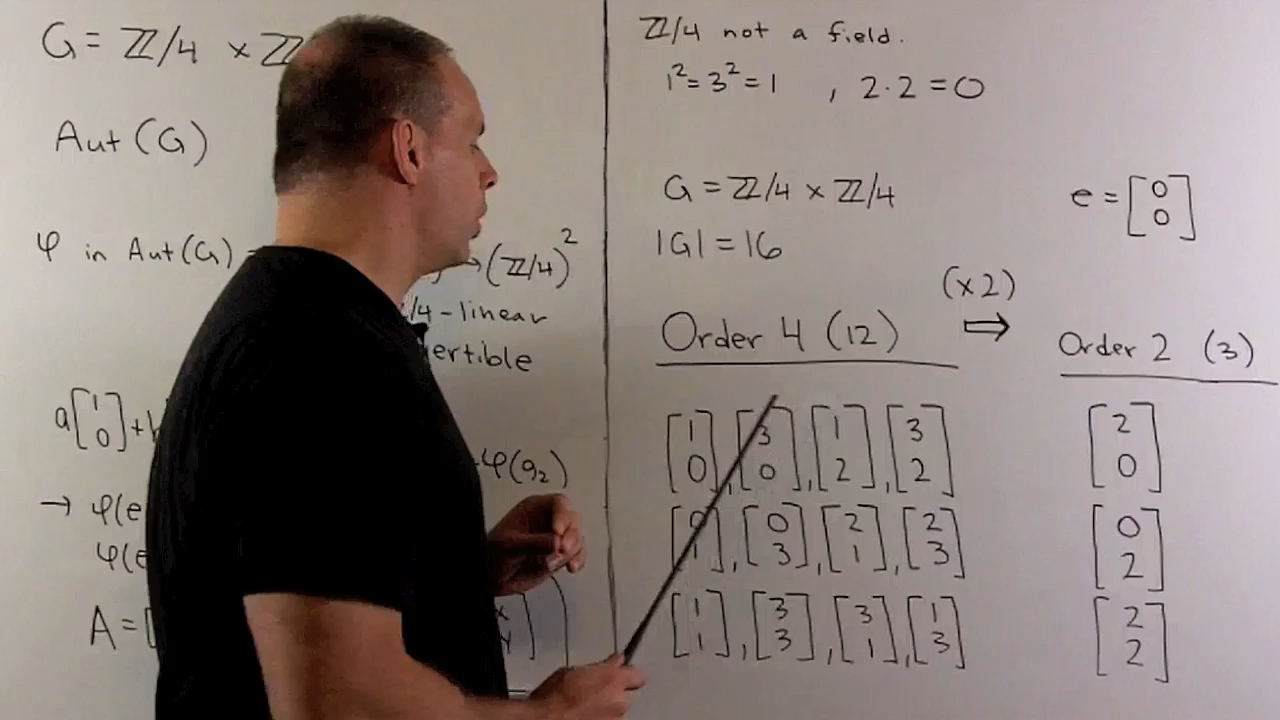 G = ℤ/4 × ℤ
Aut(G)
φ in Aut(G)
→ (ℤ/4)²
/4-linear
ertible
a[1 0] +
φ(g₂)
→ φ(e
φ(e
A = [
ℤ/4 not a field.
1² = 3² = 1 , 2·2 = 0
G = ℤ/4 × ℤ/4
|G| = 16
e = [0 0]
(×2)
Order 4 (12) ⇒ Order 2 (3)
[1 0], [3 0], [1 2], [3 2] [2 0]
[0 1], [0 3], [2 1], [2 3] [0 2]
[1 1], [3 3], [3 1], [1 3] [2 2]